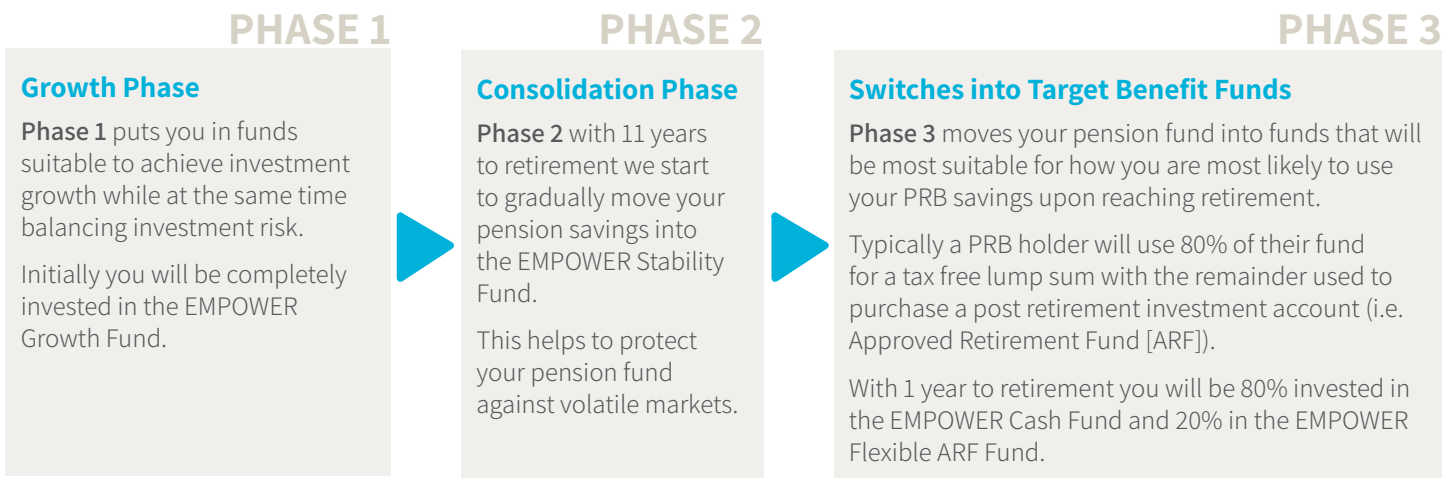 PHASE 1
Growth Phase
Phase 1 puts you in funds
suitable to achieve investment
growth while at the same time
balancing investment risk.
Initially you will be completely
invested in the EMPOWER
Growth Fund.
PHASE 2
Consolidation Phase
Phase 2 with 11 years
to retirement we start
to gradually move your
pension savings into
the EMPOWER Stability
Fund.
This helps to protect
your pension fund
against volatile markets.
PHASE 3
Switches into Target Benefit Funds
Phase 3 moves your pension fund into funds that will
be most suitable for how you are most likely to use
your PRB savings upon reaching retirement.
Typically a PRB holder will use 80% of their fund
for a tax free lump sum with the remainder used to
purchase a post retirement investment account (i.e.
Approved Retirement Fund [ARF]).
With 1 year to retirement you will be 80% invested in
the EMPOWER Cash Fund and 20% in the EMPOWER
Flexible ARF Fund.